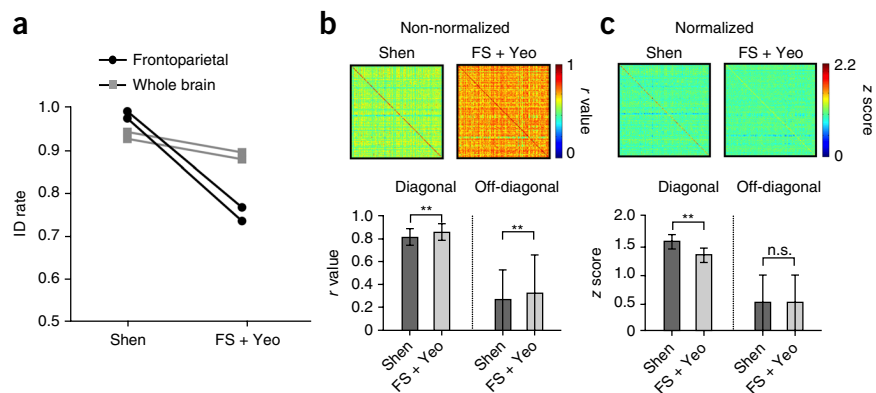 a
Frontoparietal
Whole brain
1.0
0.9
0.8
0.7
0.6
0.5
ID rate
Shen
FS + Yeo
b
Non-normalized
Shen
FS + Yeo
1
0
r value
Diagonal
Off-diagonal
**
**
1.0
0.8
0.6
0.4
0.2
0
r value
Shen
FS + Yeo
Shen
FS + Yeo
c
Normalized
Shen
FS + Yeo
2.2
0
z score
Diagonal
Off-diagonal
**
n.s.
2.0
1.5
1.0
0.5
0
z score
Shen
FS + Yeo
Shen
FS + Yeo